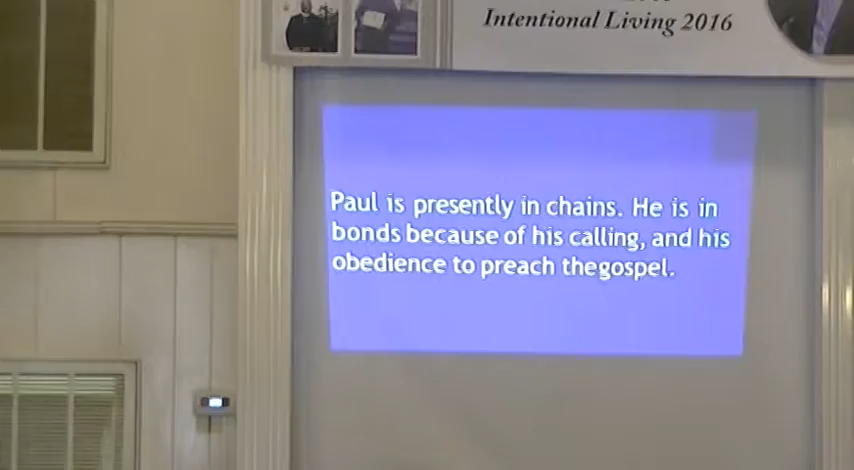 Intentional Living 2016
Paul is presently in chains. He is in
bonds because of his calling, and his
obedience to preach thegospel.